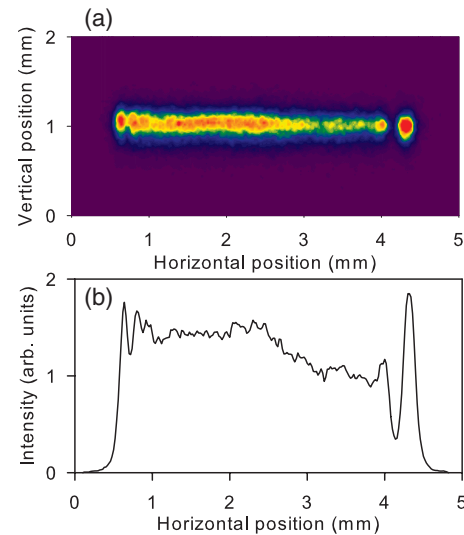 (a)
2
1
0
Vertical position (mm)
0 1 2 3 4 5
Horizontal position (mm)
(b)
2
1
0
Intensity (arb. units)
0 1 2 3 4 5
Horizontal position (mm)